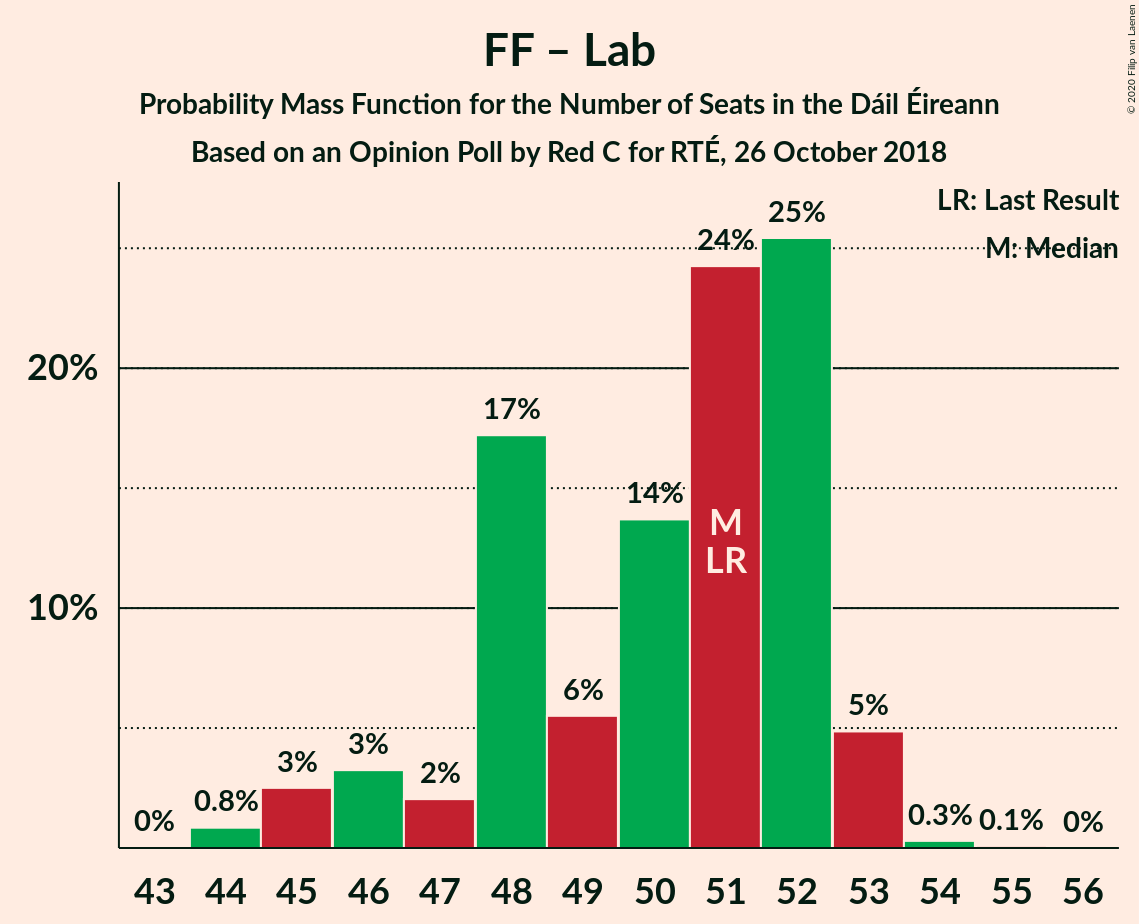 FF – Lab
Probability Mass Function for the Number of Seats in the Dáil Éireann
Based on an Opinion Poll by Red C for RTÉ, 26 October 2018
© 2020 Filip van Laenen
LR: Last Result
M: Median
20%
10%
0%
0.8%
3%
3%
2%
17%
6%
14%
24%
25%
5%
0.3%
0.1%
0%
M
LR
43 44 45 46 47 48 49 50 51 52 53 54 55 56